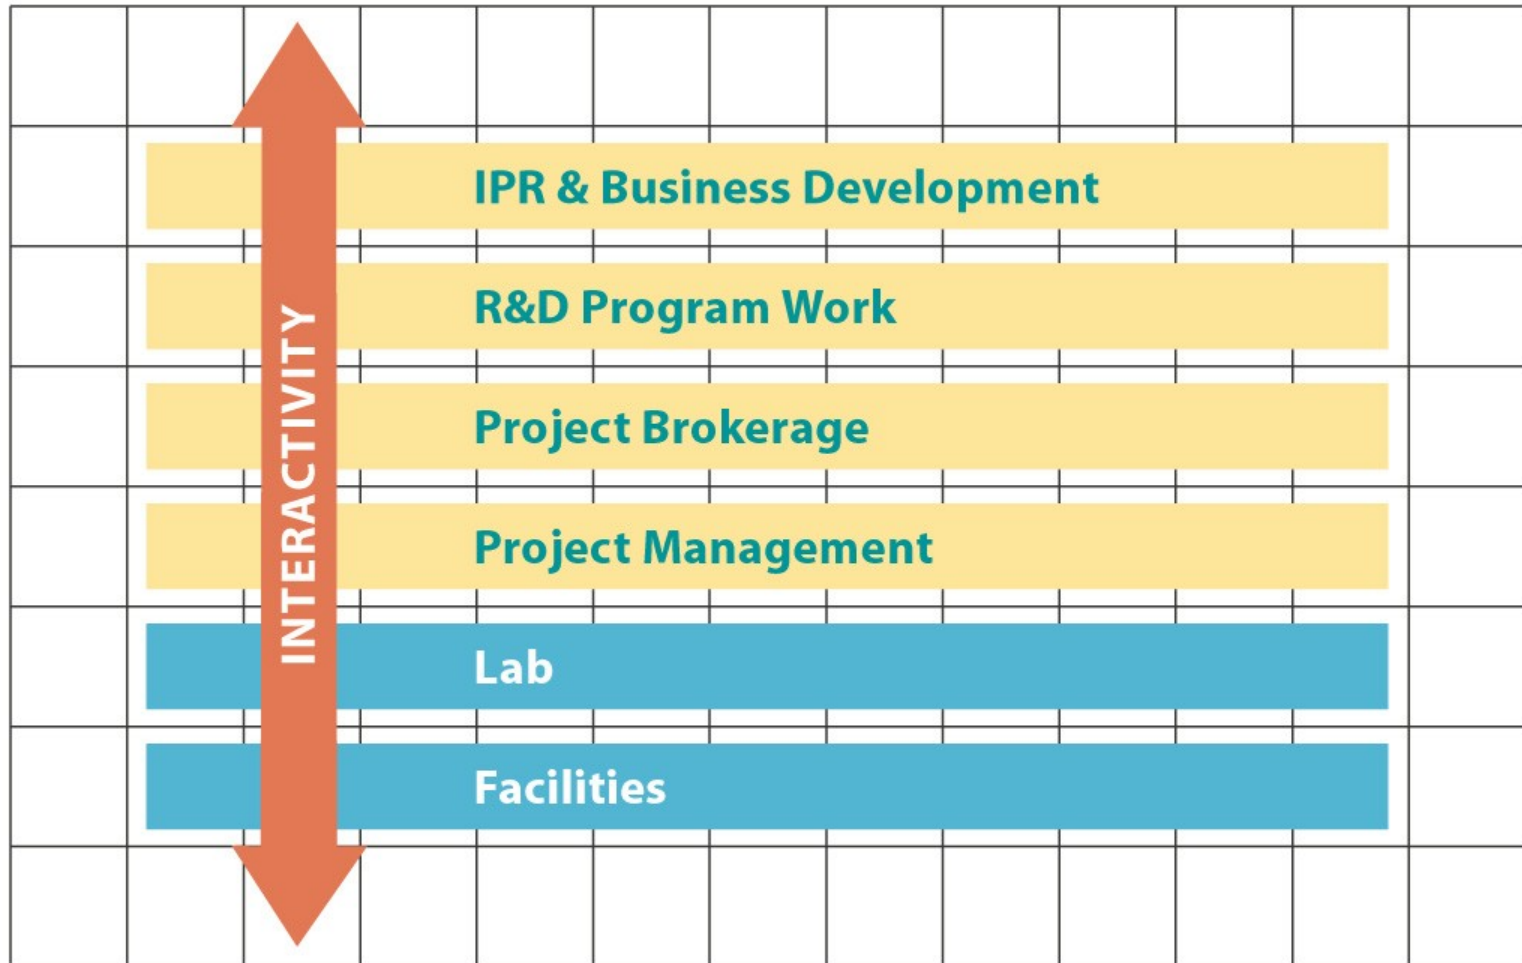 IPR & Business Development
R&D Program Work
Project Brokerage
Project Management
Lab
Facilities
INTERACTIVITY